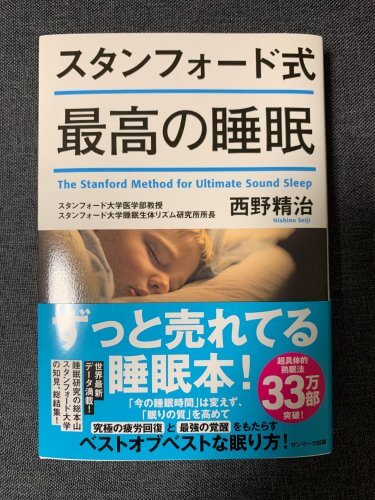 スタンフォード式
最高の睡眠
The Stanford Method for Ultimate Sound Sleep
スタンフォード大学医学部教授
スタンフォード大学睡眠生体リズム研究所所長
西野精治
Nishino Seiji
ずっと売れてる
睡眠本!
世界最新
データ満載!
睡眠研究の総本山
スタンフォード大学
の知見、総結集!
超具体的
熟眠法
33万部
突破!
「今の睡眠時間」は変えず、
「眠りの質」を高めて
究極の疲労回復と最強の覚醒をもたらす
ベストオブベストな眠り方!
サンマーク出版